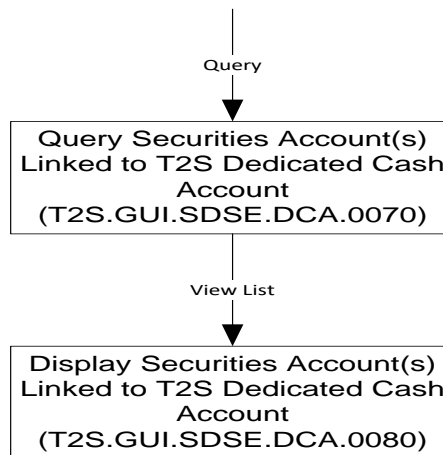 Query
Query Securities Account(s)
Linked to T2S Dedicated Cash
Account
(T2S.GUI.SDSE.DCA.0070)
View List
Display Securities Account(s)
Linked to T2S Dedicated Cash
Account
(T2S.GUI.SDSE.DCA.0080)